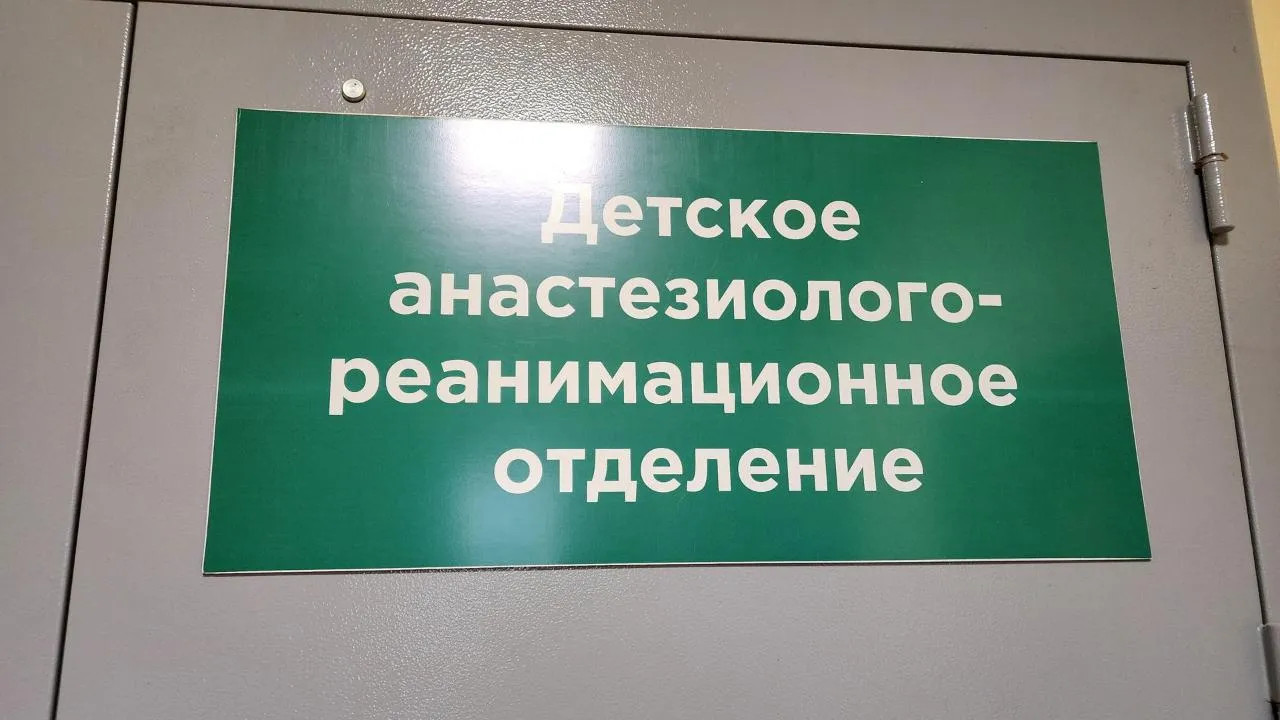 Детское
анастезиолого-
реанимационное
отделение